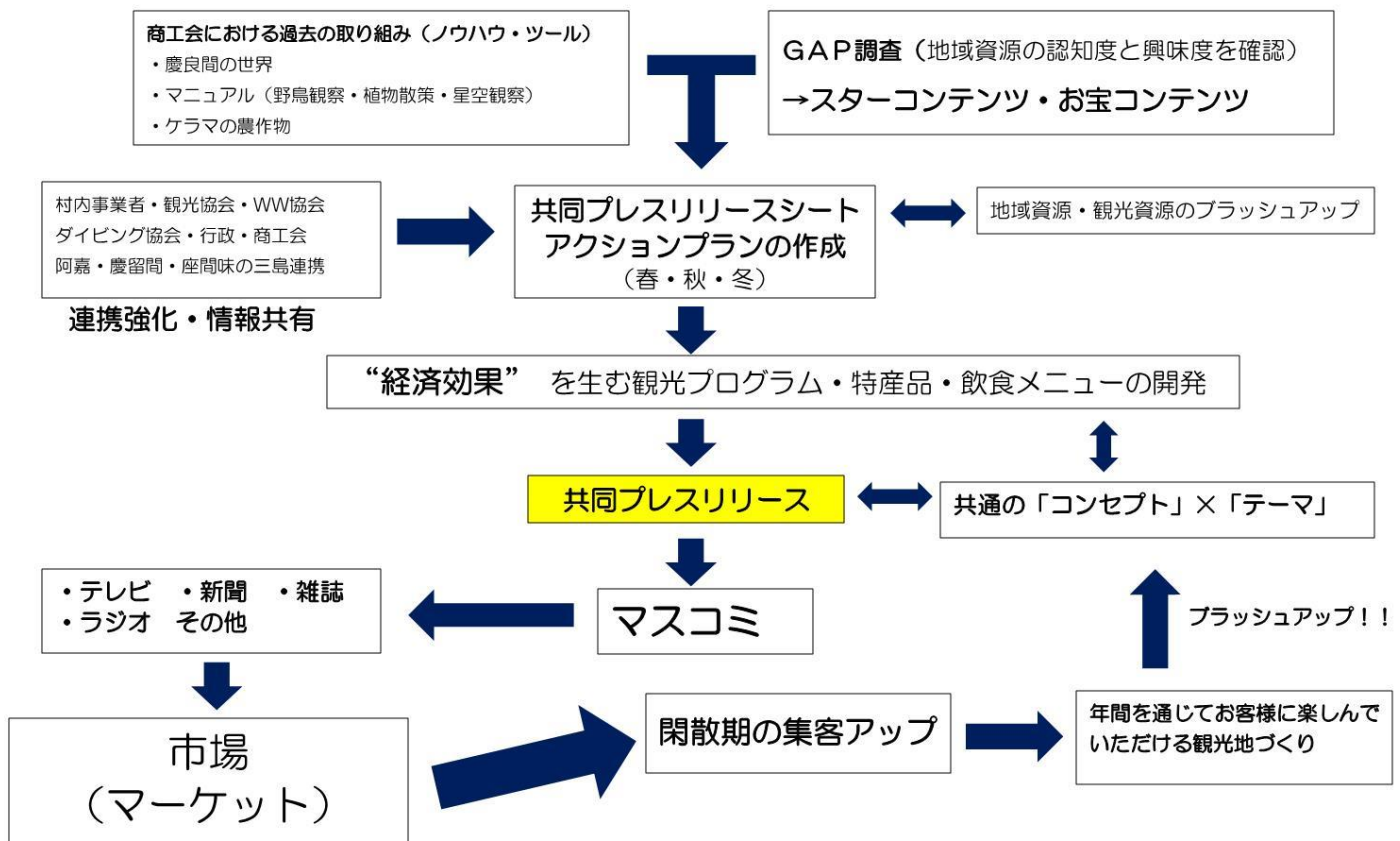 商工会における過去の取り組み（ノウハウ・ツール）
・慶良間の世界
・マニュアル（野鳥観察・植物散策・星空観察）
・ケラマの農作物
ＧＡＰ調査（地域資源の認知度と興味度を確認）
→スターコンテンツ・お宝コンテンツ
村内事業者・観光協会・WW協会
ダイビング協会・行政・商工会
阿嘉・慶留間・座間味の三島連携
連携強化・情報共有
共同プレスリリースシート
アクションプランの作成
（春・秋・冬）
地域資源・観光資源のブラッシュアップ
“経済効果”　を生む観光プログラム・特産品・飲食メニューの開発
共同プレスリリース
共通の「コンセプト」×「テーマ」
・テレビ　・新聞　・雑誌
・ラジオ　その他
マスコミ
ブラッシュアップ！！
市場
（マーケット）
閑散期の集客アップ
年間を通じてお客様に楽しんで
いただける観光地づくり